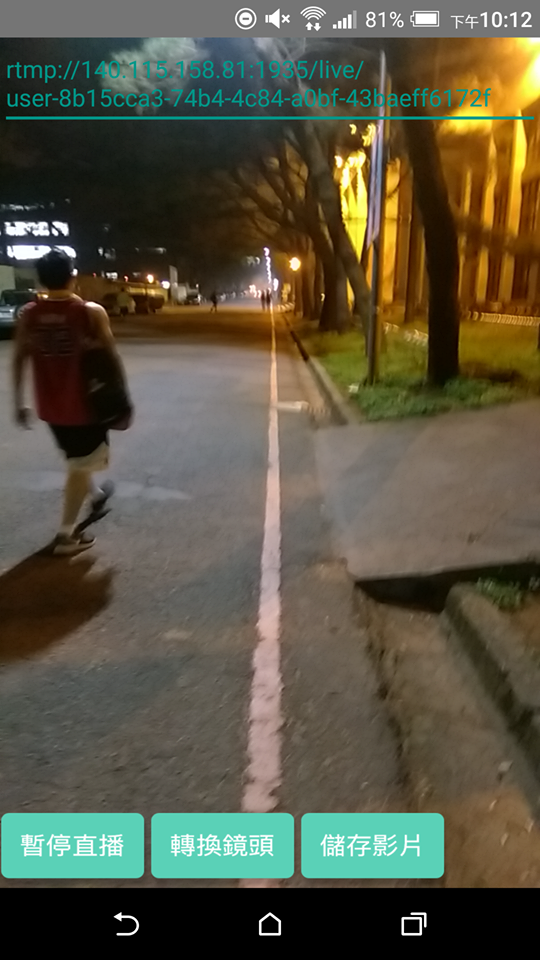 81% 下午10:12
rtmp://140.115.158.81:1935/live/
user-8b15cca3-74b4-4c84-a0bf-43baeff6172f
暫停直播 轉換鏡頭 儲存影片